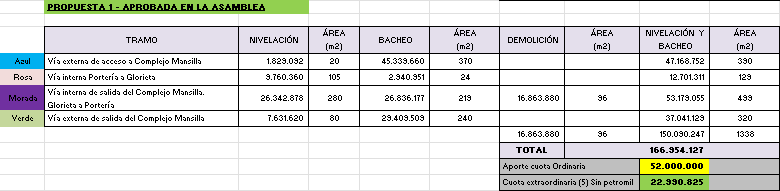 PROPUESTA 1 - APROBADA EN LA ASAMBLEA
TRAMO NIVELACIÓN ÁREA (m2) BACHEO ÁREA (m2) DEMOLICIÓN ÁREA (m2) NIVELACIÓN Y BACHEO ÁREA (m2)
Azul Vía externa de acceso a Complejo Mansilla 1.829.092 20 45.339.660 370 47.168.752 390
Rosa Vía interna Portería a Glorieta 9.760.360 105 2.940.951 24 12.701.311 129
Morada Vía interna de salida del Complejo Mansilla. Glorieta a Portería 26.342.878 280 26.836.177 219 16.863.880 96 53.179.055 499
Verde Vía externa de salida del Complejo Mansilla 7.631.620 80 29.409.509 240 37.041.129 320
16.863.880 96 150.090.247 1338
TOTAL 166.954.127
Aporte cuota Ordinaria 52.000.000
Cuota extraordinaria (5) Sin petromil 22.990.825